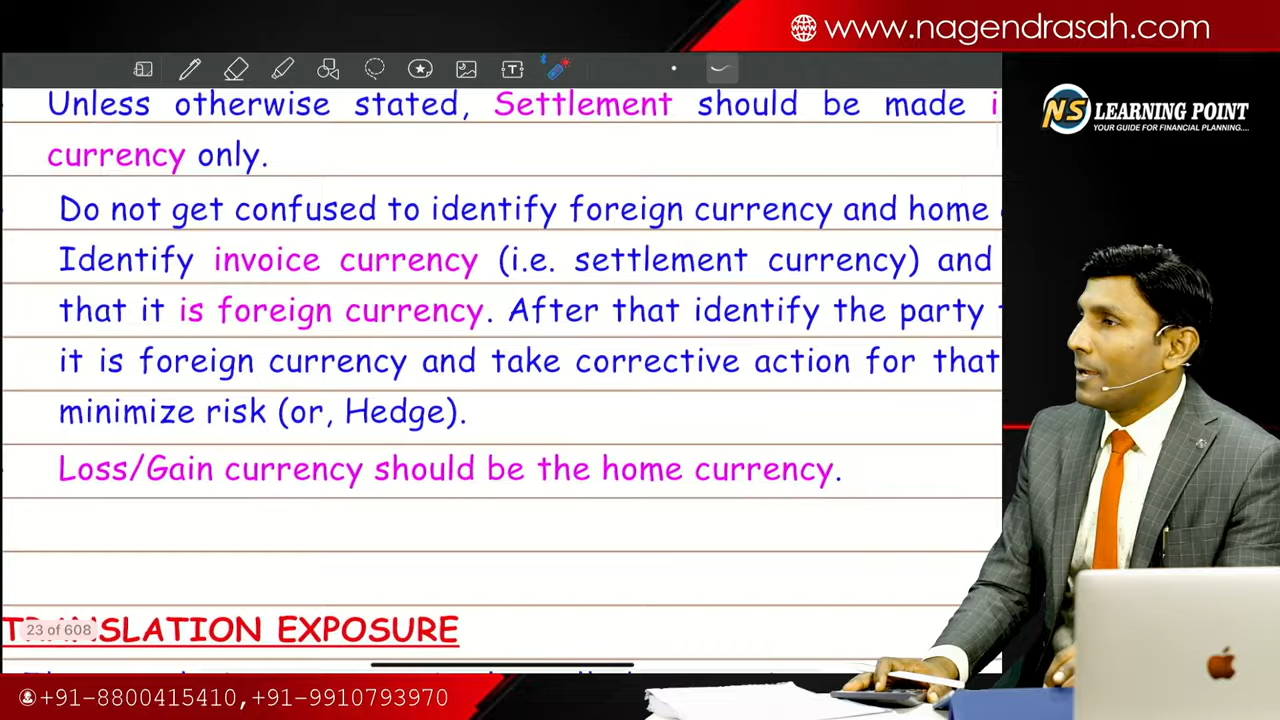 www.nagendrasah.com
NS LEARNING POINT
YOUR GUIDE FOR FINANCIAL PLANNING....
Unless otherwise stated, Settlement should be made
currency only.
Do not get confused to identify foreign currency and home
Identify invoice currency (i.e. settlement currency) and
that it is foreign currency. After that identify the party
it is foreign currency and take corrective action for that
minimize risk (or, Hedge).
Loss/Gain currency should be the home currency.
TRANSLATION EXPOSURE
23 of 608
+91-8800415410,+91-9910793970